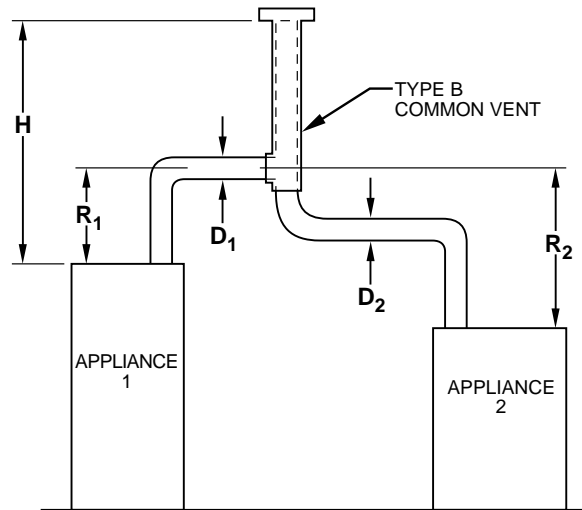 TYPE B
COMMON VENT
H
R1
D1
R2
D2
APPLIANCE
1
APPLIANCE
2